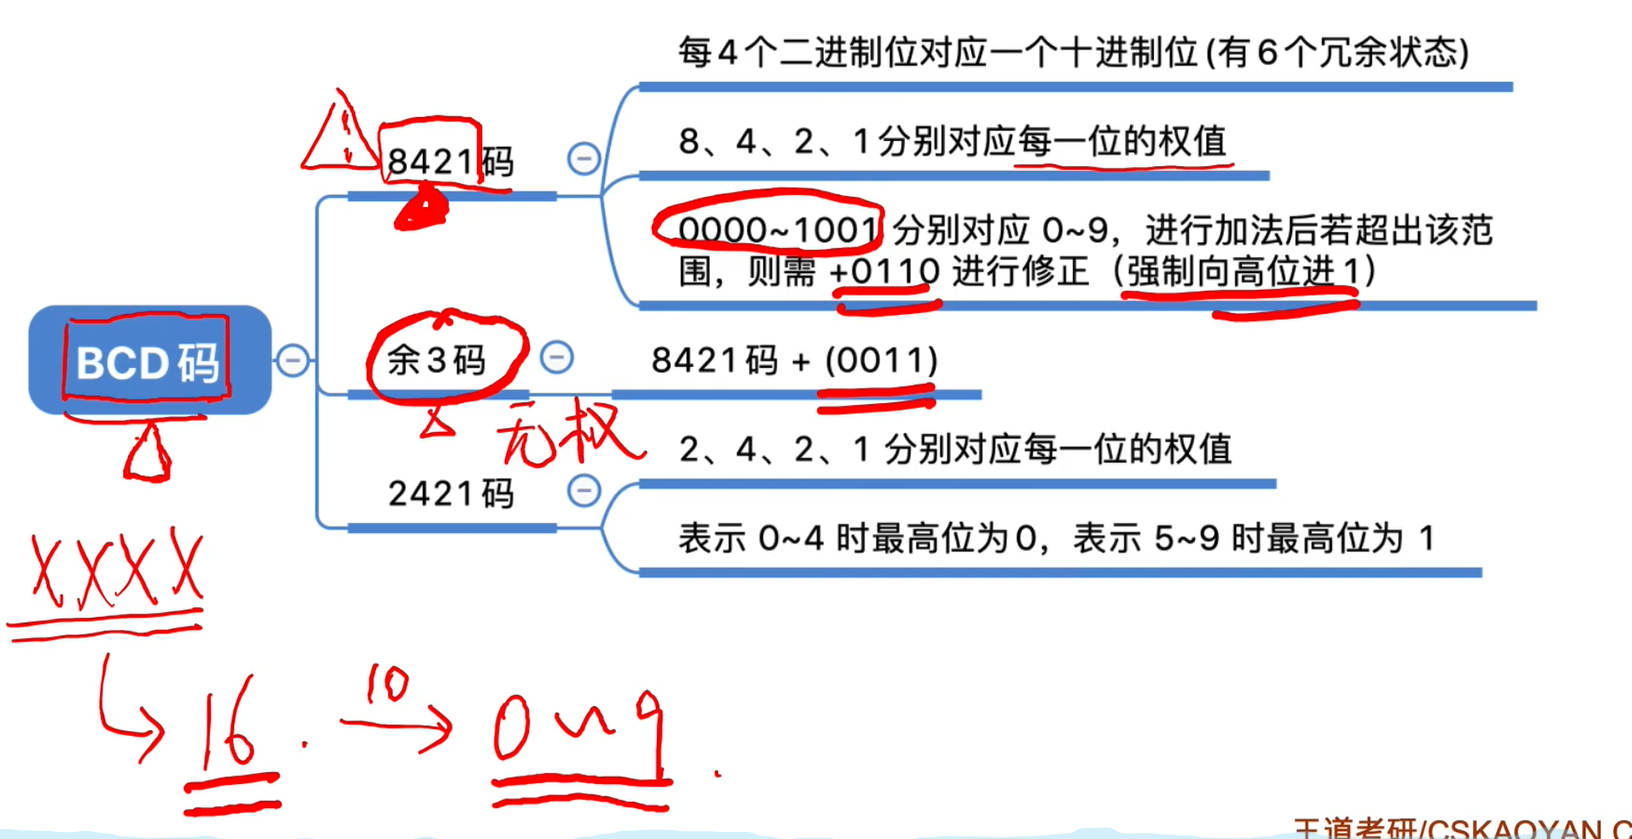 每4个二进制位对应一个十进制位(有6个冗余状态)
8421码
8、4、2、1分别对应每一位的权值
0000~1001 分别对应 0~9，进行加法后若超出该范
围，则需 +0110 进行修正（强制向高位进1）
BCD码
余3码
8421码 + (0011)
无权
2421码
2、4、2、1 分别对应每一位的权值
表示 0~4 时最高位为0，表示 5~9 时最高位为 1
XXXX
16. 10 0~9.
王道考研/CSKAOYAN.C